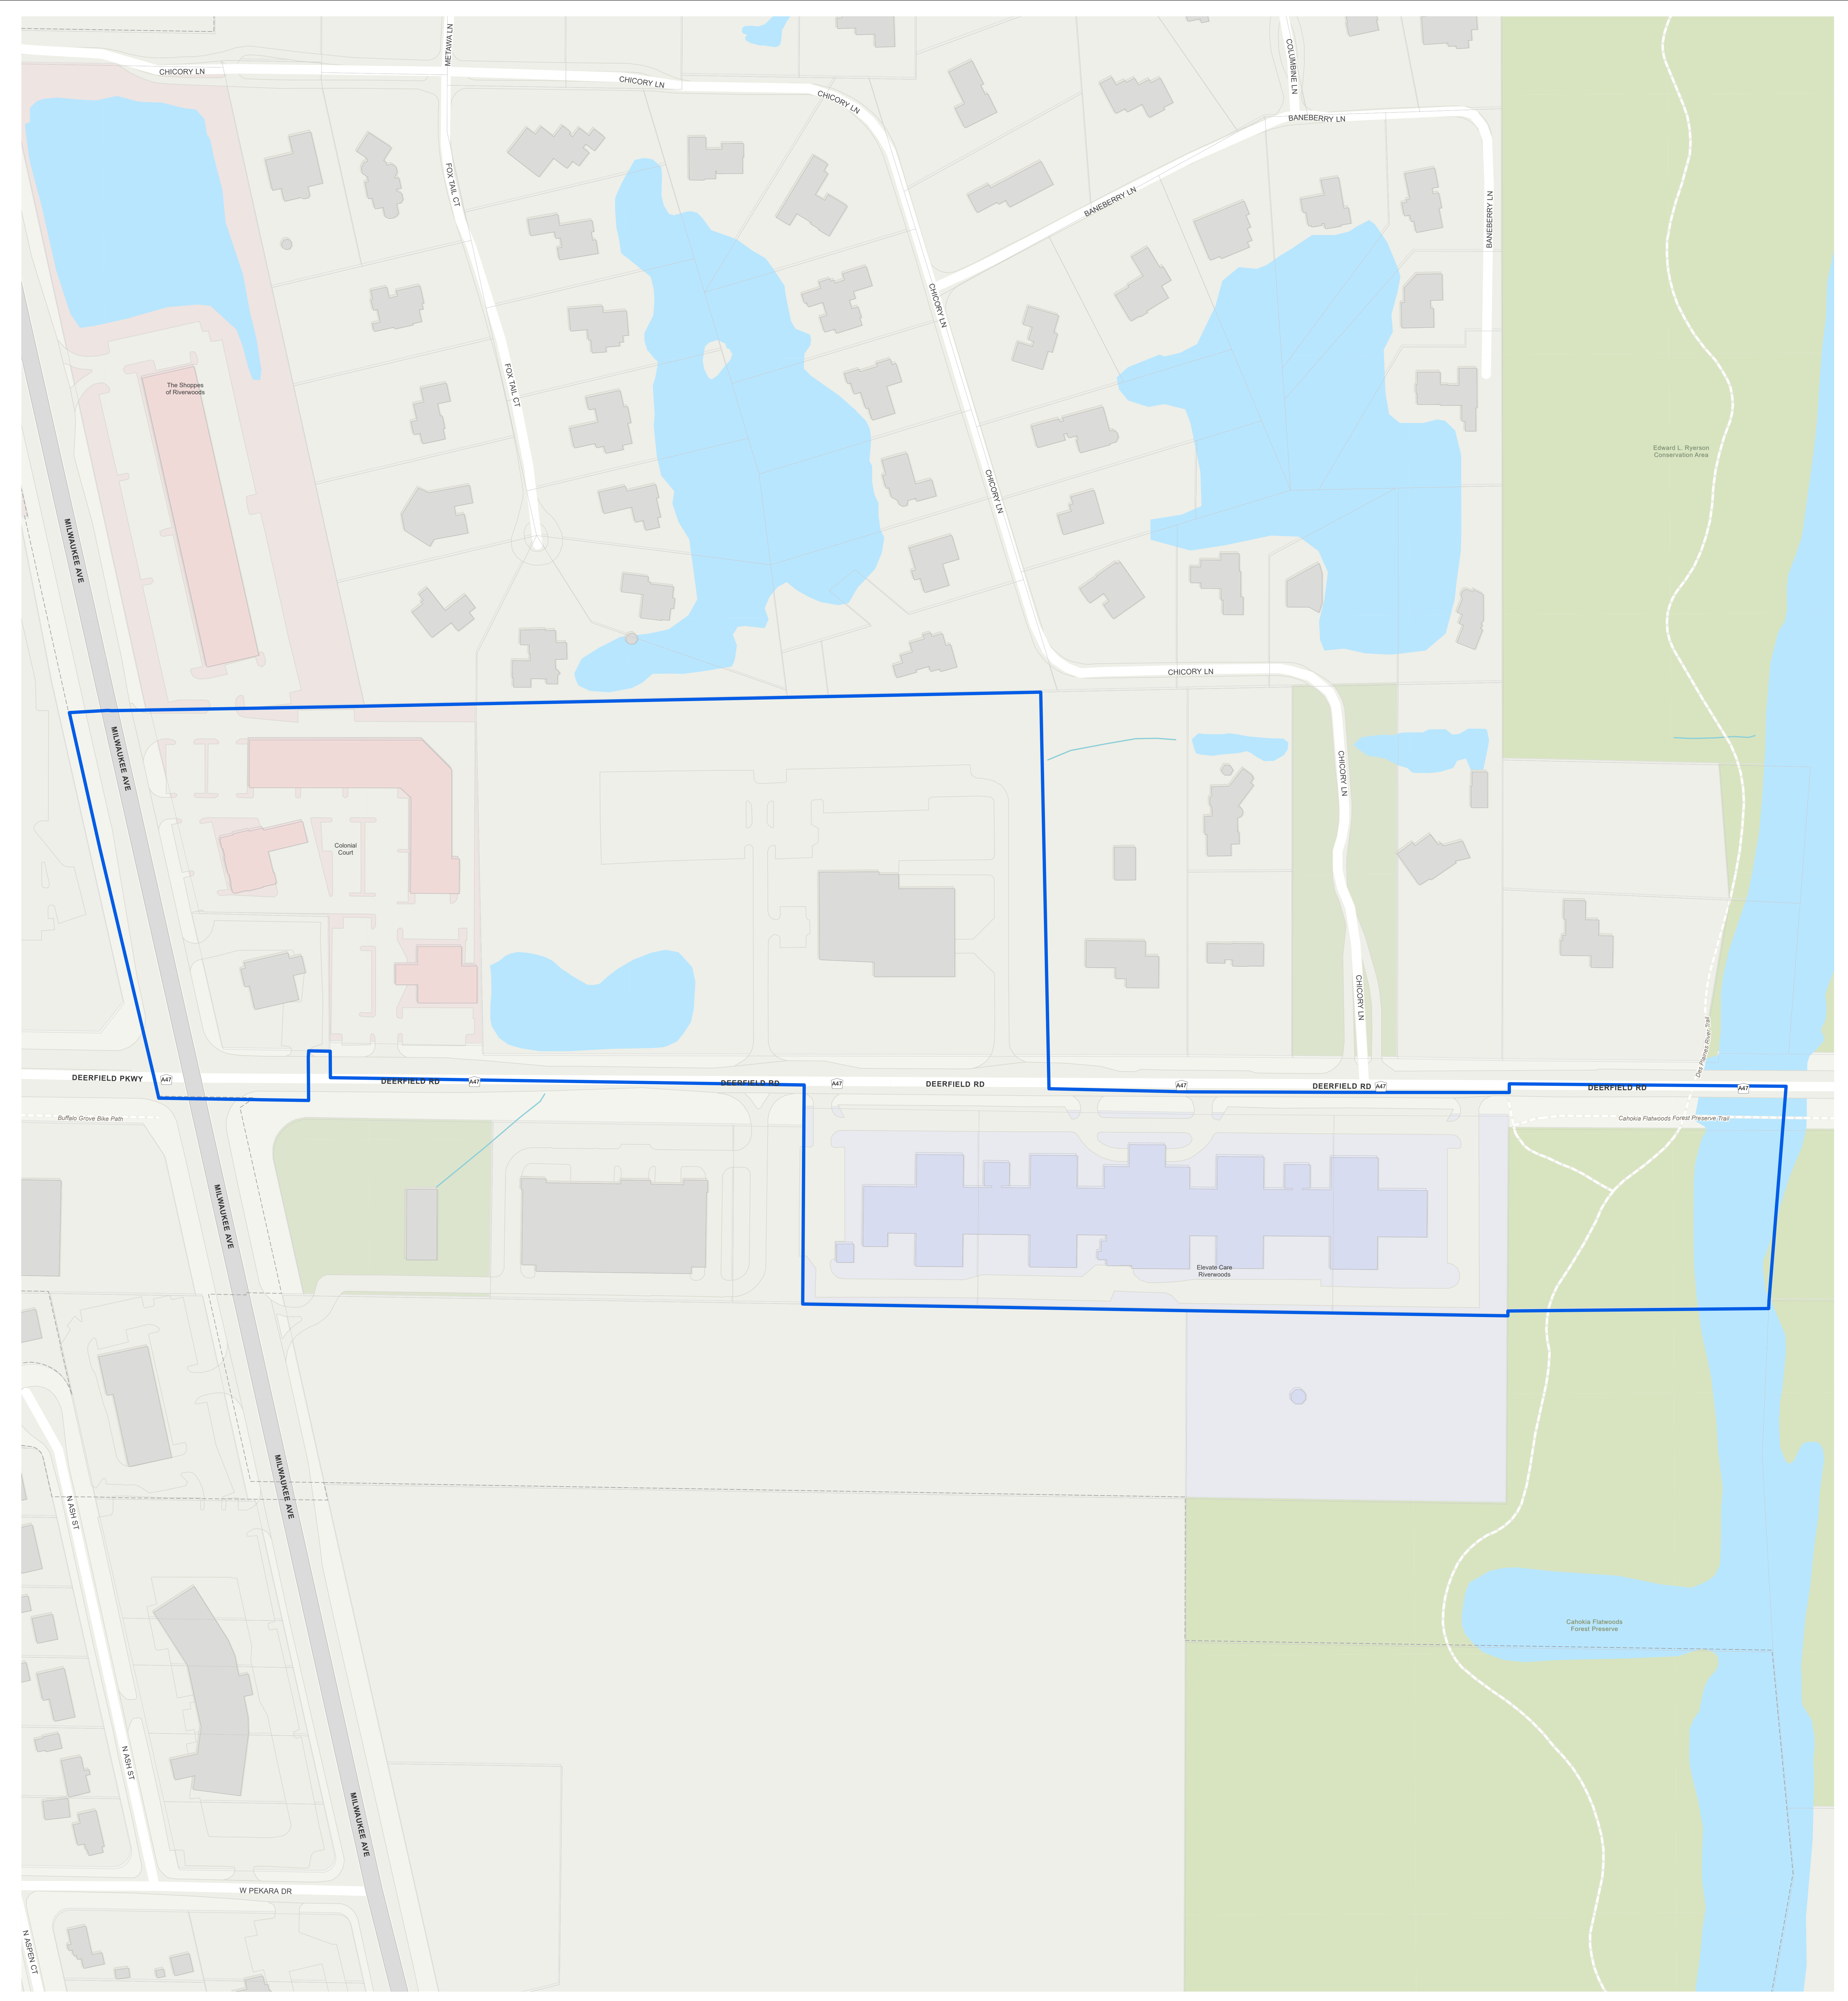 METAWA LN
COLUMBINE LN
CHICORY LN
CHICORY LN
CHICORY LN
BANEBERRY LN
FOX TAIL CT
BANEBERRY LN
BANEBERRY LN
CHICORY LN
The Shoppes
of Riverwoods
FOX TAIL CT
Edward L. Ryerson
Conservation Area
CHICORY LN
MILWAUKEE AVE
CHICORY LN
MILWAUKEE AVE
CHICORY LN
Colonial
Court
CHICORY LN
Des Plaines River Trail
DEERFIELD PKWY
A47
DEERFIELD RD
A47
DEERFIELD RD
A47
DEERFIELD RD
A47
DEERFIELD RD
A47
DEERFIELD RD
A47
Buffalo Grove Bike Path
Cahokia Flatwoods Forest Preserve Trail
MILWAUKEE AVE
Elevate Care
Riverwoods
MILWAUKEE AVE
N ASH ST
Cahokia Flatwoods
Forest Preserve
N ASH ST
MILWAUKEE AVE
W PEKARA DR
N ASPEN CT